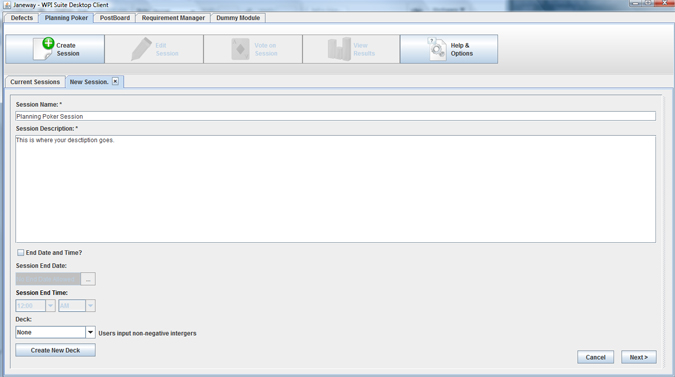 Janeway - WPI Suite Desktop Client
Defects Planning Poker PostBoard Requirement Manager Dummy Module
Create Session
Edit Session
Vote on Session
View Results
Help & Options
Current Sessions New Session.
Session Name: *
Planning Poker Session
Session Description: *
This is where your desctiption goes.
End Date and Time?
Session End Date:
...
Session End Time:
12:00 AM
Deck:
None Users input non-negative intergers
Create New Deck
Cancel Next >